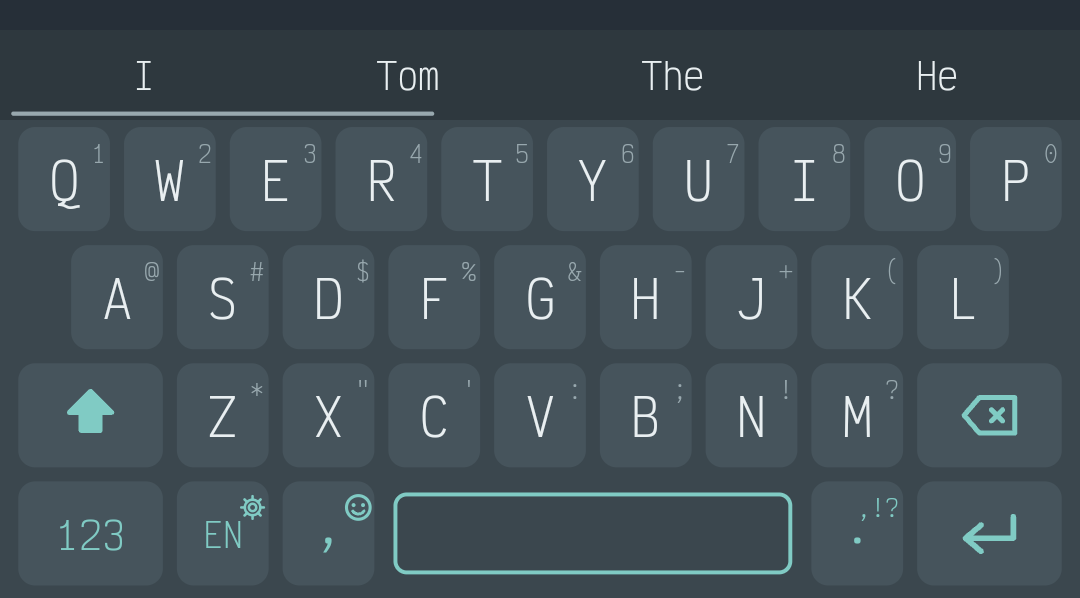 I Tom The He
Q 1 W 2 E 3 R 4 T 5 Y 6 U 7 I 8 O 9 P 0
A @ S # D $ F % G & H - J + K ( L )
Z * X " C ' V : B ; N ! M ?
123 EN , . ,!?